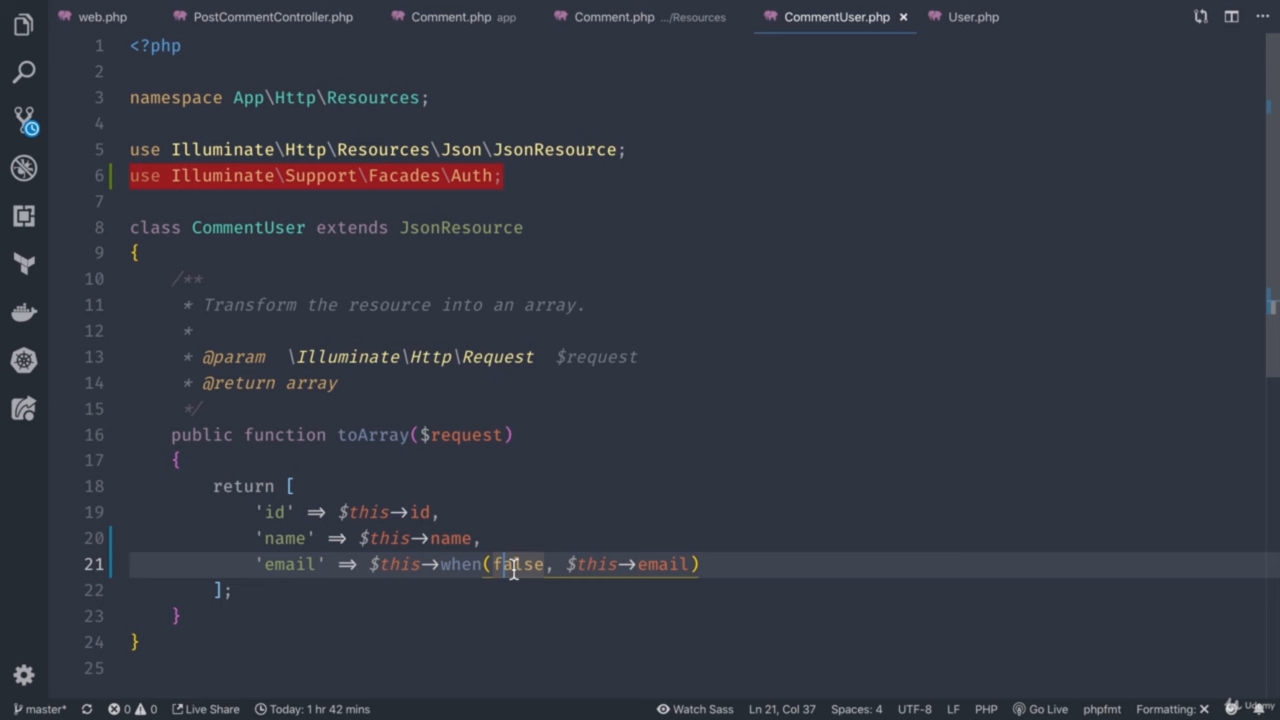 web.php PostCommentController.php Comment.php app Comment.php .../Resources CommentUser.php × User.php
1 <?php
2
3 namespace App\Http\Resources;
4
5 use Illuminate\Http\Resources\Json\JsonResource;
6 use Illuminate\Support\Facades\Auth;
7
8 class CommentUser extends JsonResource
9 {
10 /**
11 * Transform the resource into an array.
12 *
13 * @param \Illuminate\Http\Request $request
14 * @return array
15 */
16 public function toArray($request)
17 {
18 return [
19 'id' => $this->id,
20 'name' => $this->name,
21 'email' => $this->when(false, $this->email)
22 ];
23 }
24 }
25
master* 0 0 Live Share Today: 1 hr 42 mins Watch Sass Ln 21, Col 37 Spaces: 4 UTF-8 LF PHP Go Live phpfmt Formatting: × Udemy